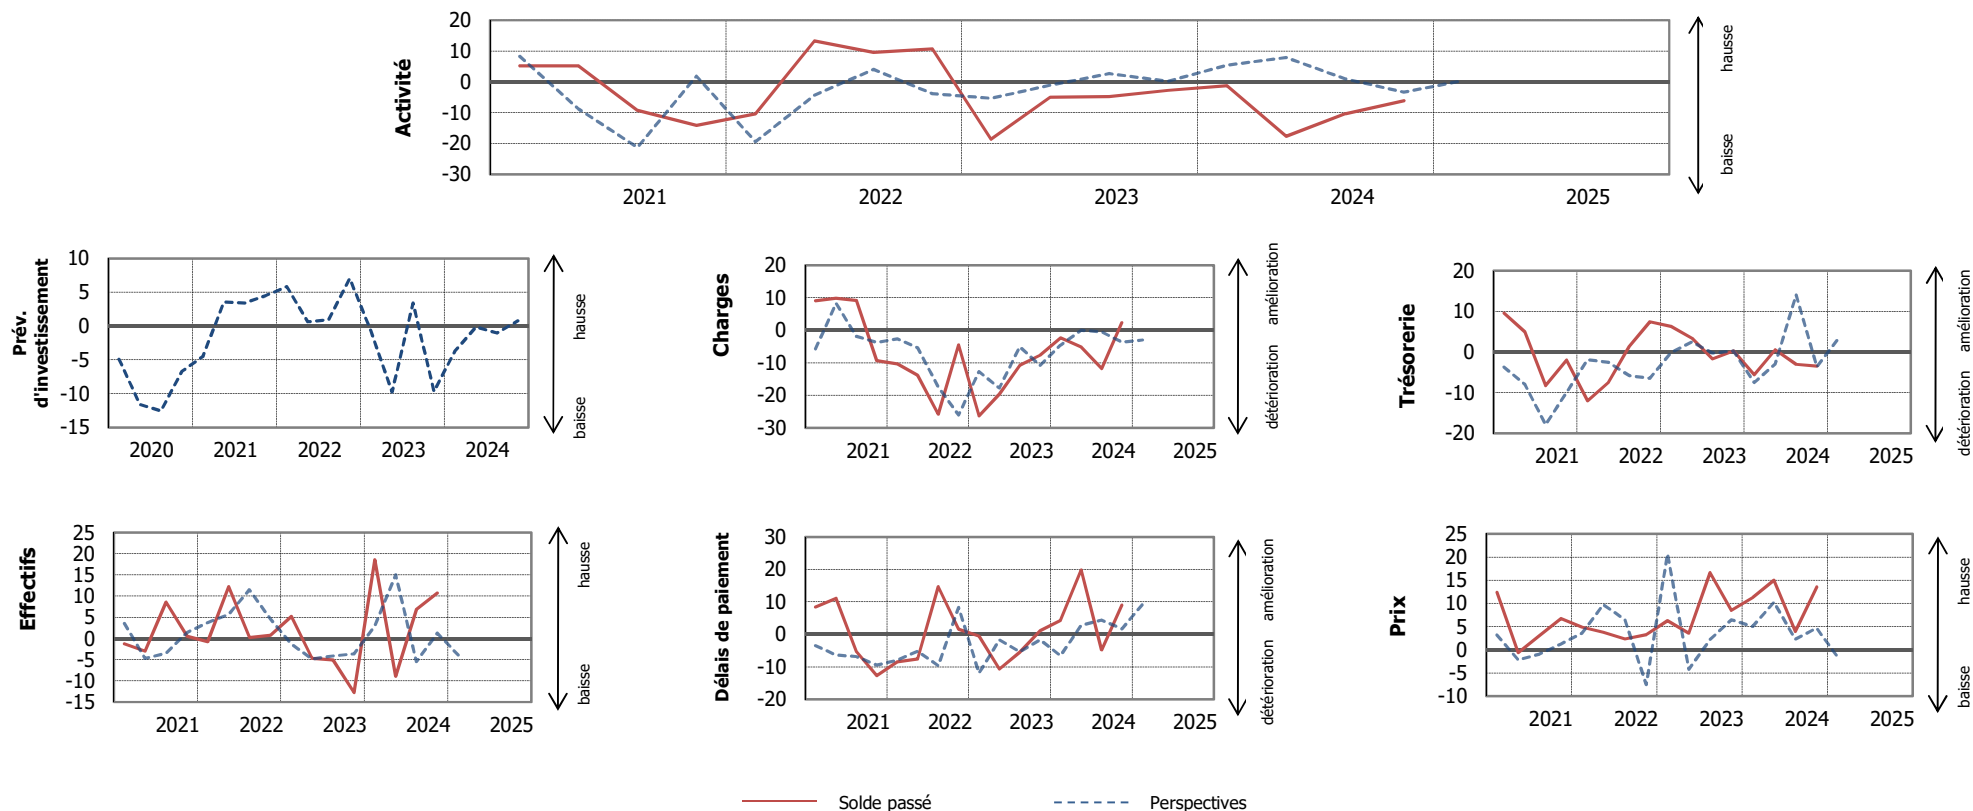 Activité
20
10
0
-10
-20
-30
2021 2022 2023 2024 2025
hausse
baisse
Prév.
d'investissement
10
5
0
-5
-10
-15
2020 2021 2022 2023 2024
hausse
baisse
Charges
20
10
0
-10
-20
-30
2021 2022 2023 2024 2025
amélioration
détérioration
Trésorerie
20
10
0
-10
-20
2021 2022 2023 2024 2025
amélioration
détérioration
Effectifs
25
20
15
10
5
0
-5
-10
-15
2021 2022 2023 2024 2025
hausse
baisse
Délais de paiement
30
20
10
0
-10
-20
2021 2022 2023 2024 2025
amélioration
détérioration
Prix
25
20
15
10
5
0
-5
-10
2021 2022 2023 2024 2025
hausse
baisse
Solde passé Perspectives